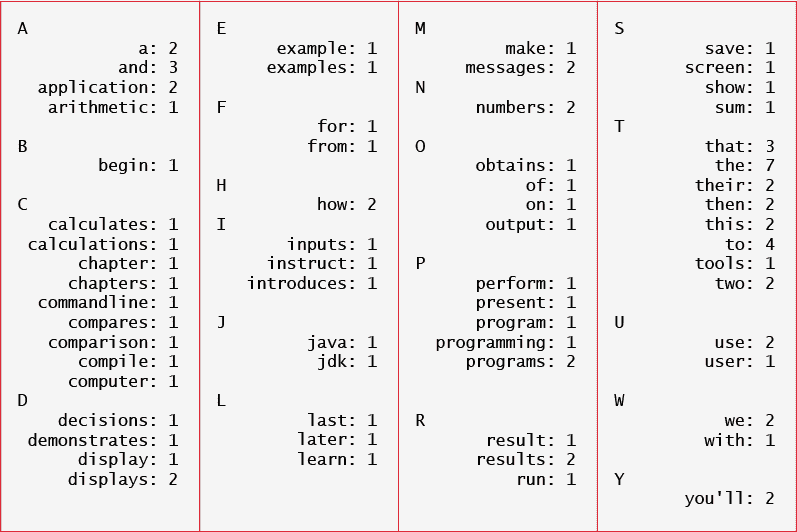 A
a: 2
and: 3
application: 2
arithmetic: 1
B
begin: 1
C
calculates: 1
calculations: 1
chapter: 1
chapters: 1
commandline: 1
compares: 1
comparison: 1
compile: 1
computer: 1
D
decisions: 1
demonstrates: 1
display: 1
displays: 2
E
example: 1
examples: 1
F
for: 1
from: 1
H
how: 2
I
inputs: 1
instruct: 1
introduces: 1
J
java: 1
jdk: 1
L
last: 1
later: 1
learn: 1
M
make: 1
messages: 2
N
numbers: 2
O
obtains: 1
of: 1
on: 1
output: 1
P
perform: 1
present: 1
program: 1
programming: 1
programs: 2
R
result: 1
results: 2
run: 1
S
save: 1
screen: 1
show: 1
sum: 1
T
that: 3
the: 7
their: 2
then: 2
this: 2
to: 4
tools: 1
two: 2
U
use: 2
user: 1
W
we: 2
with: 1
Y
you'll: 2